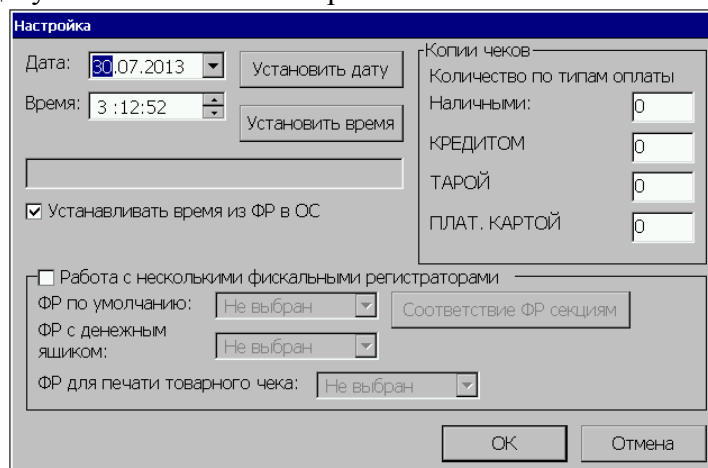 Настройка
Дата: 30.07.2013 Установить дату
Время: 3 :12:52 Установить время
Устанавливать время из ФР в ОС
Копии чеков
Количество по типам оплаты
Наличными: 0
КРЕДИТОМ 0
ТАРОЙ 0
ПЛАТ. КАРТОЙ 0
Работа с несколькими фискальными регистраторами
ФР по умолчанию: Не выбран Соответствие ФР секциям
ФР с денежным
ящиком: Не выбран
ФР для печати товарного чека: Не выбран
ОК Отмена